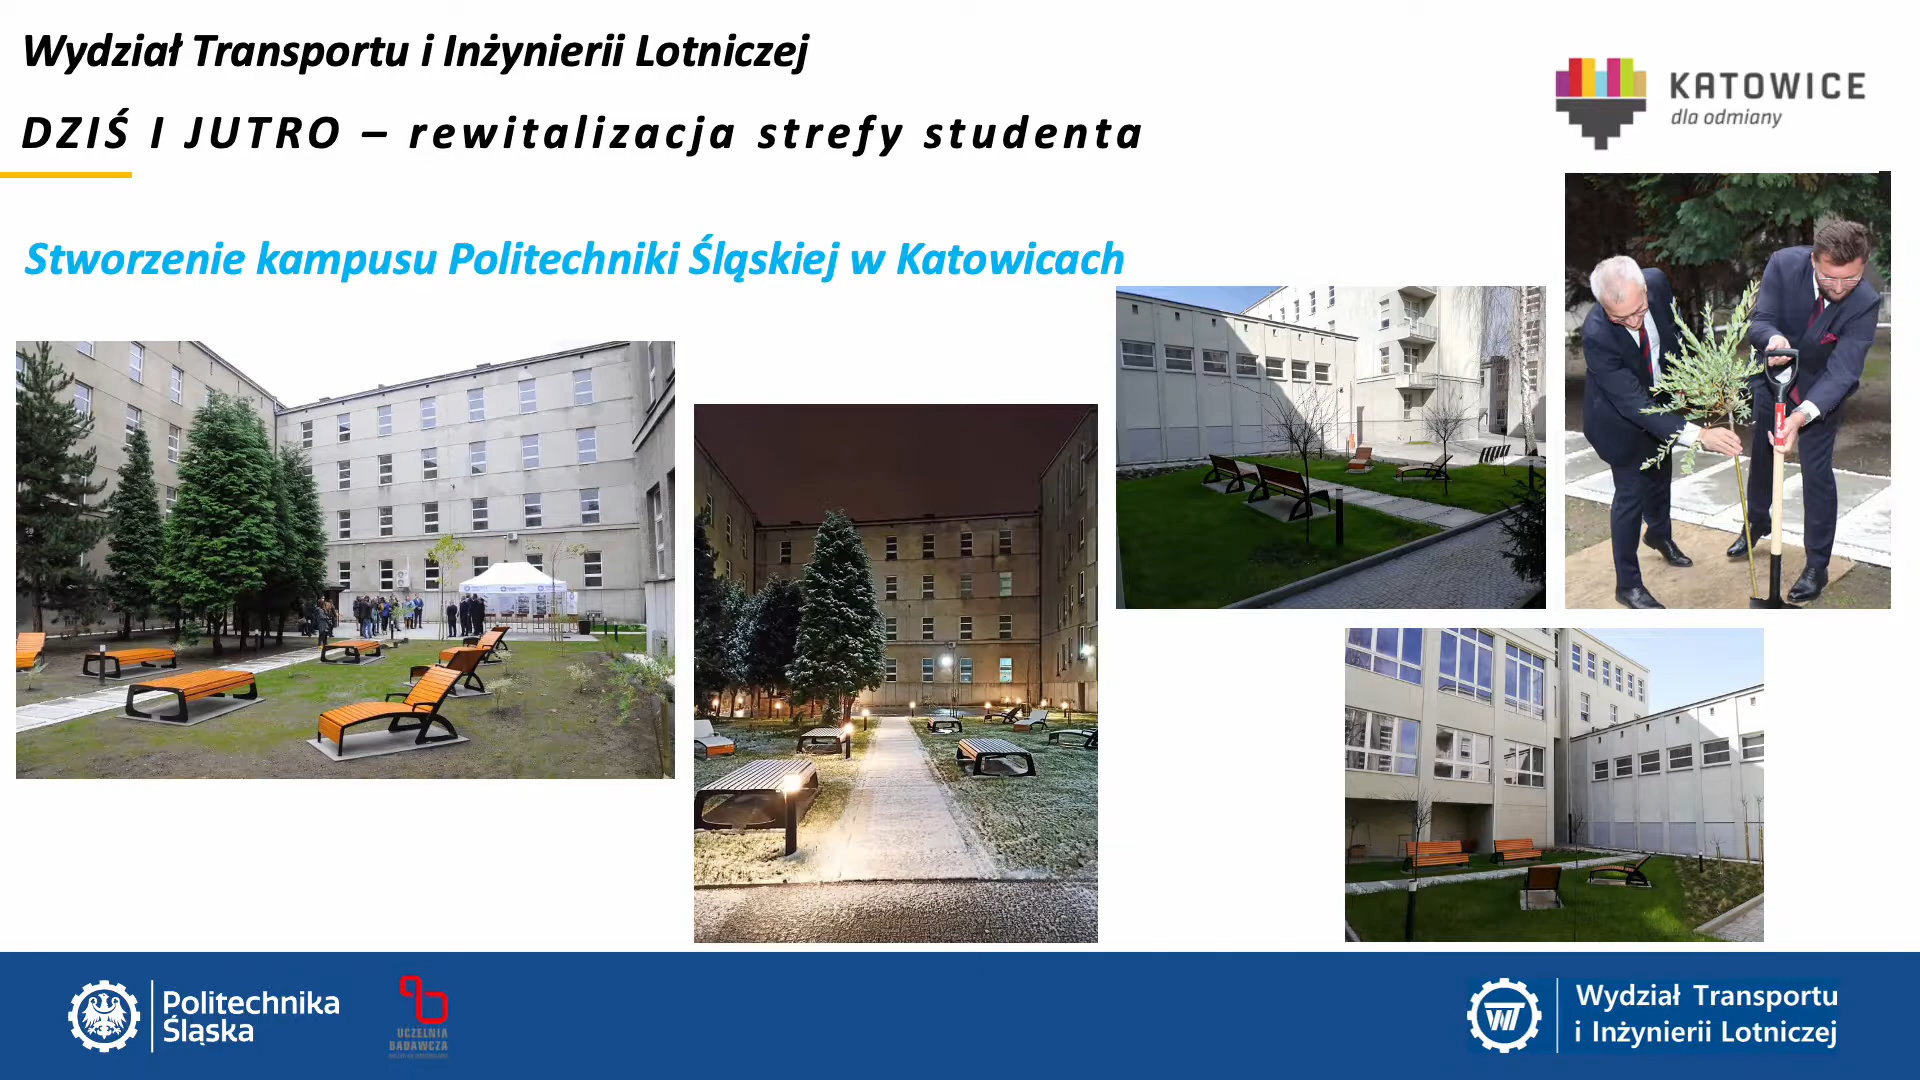 Wydział Transportu i Inżynierii Lotniczej
DZIŚ I JUTRO – rewitalizacja strefy studenta
KATOWICE
dla odmiany
Stworzenie kampusu Politechniki Śląskiej w Katowicach
Politechnika
Śląska
UCZELNIA
BADAWCZA
Wydział Transportu
i Inżynierii Lotniczej